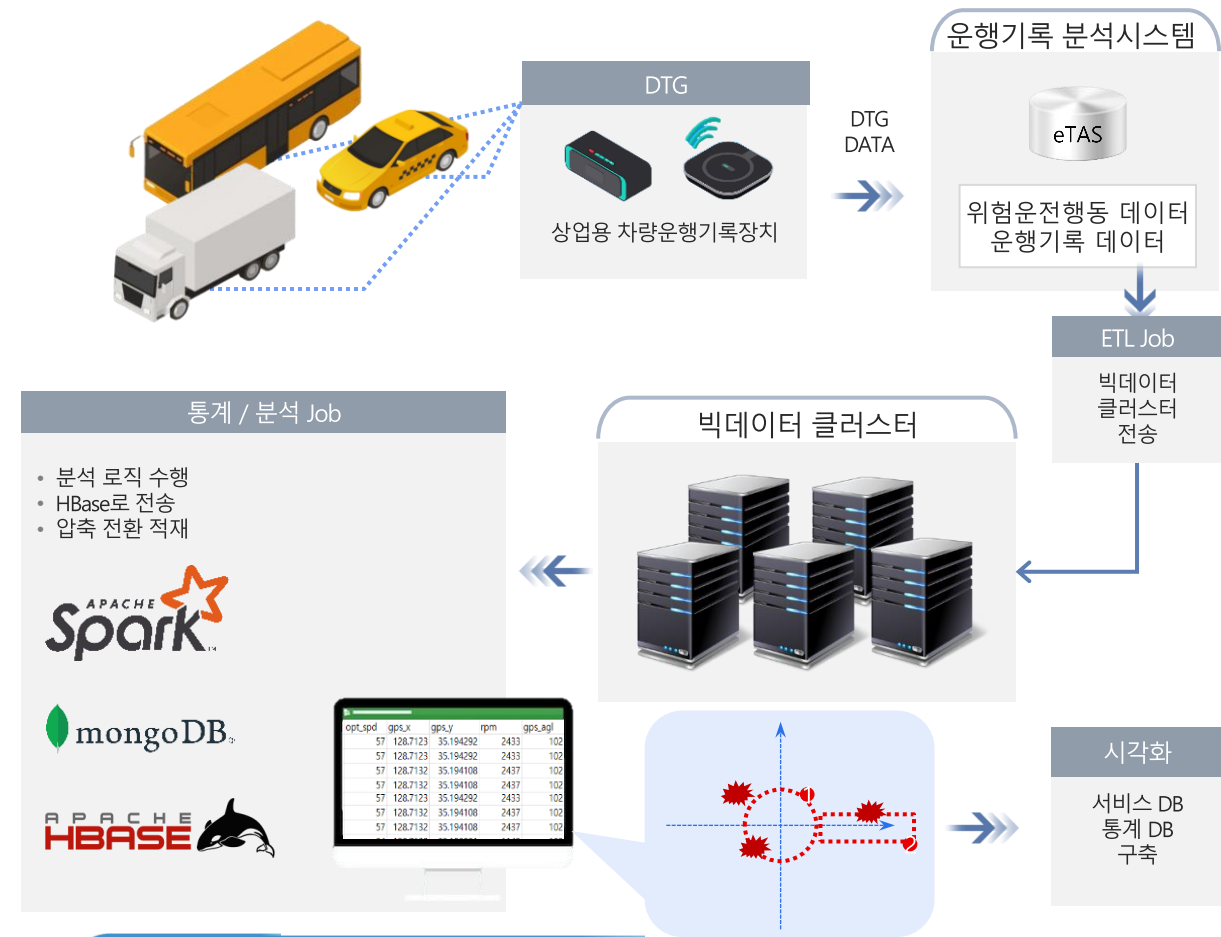 운행기록 분석시스템
DTG
상업용 차량운행기록장치
DTG
DATA
eTAS
위험운전행동 데이터
운행기록 데이터
ETL Job
빅데이터
클러스터
전송
빅데이터 클러스터
통계 / 분석 Job
• 분석 로직 수행
• HBase로 전송
• 압축 전환 적재
APACHE
Spark
mongoDB
APACHE
HBASE
opt_spd gps_x gps_y rpm gps_agl
57 128.7123 35.194292 2433 102
57 128.7123 35.194292 2433 102
57 128.7132 35.194108 2437 102
57 128.7132 35.194108 2437 102
57 128.7123 35.194292 2433 102
57 128.7132 35.194108 2437 102
57 128.7132 35.194108 2437 102
1
2
시각화
서비스 DB
통계 DB
구축